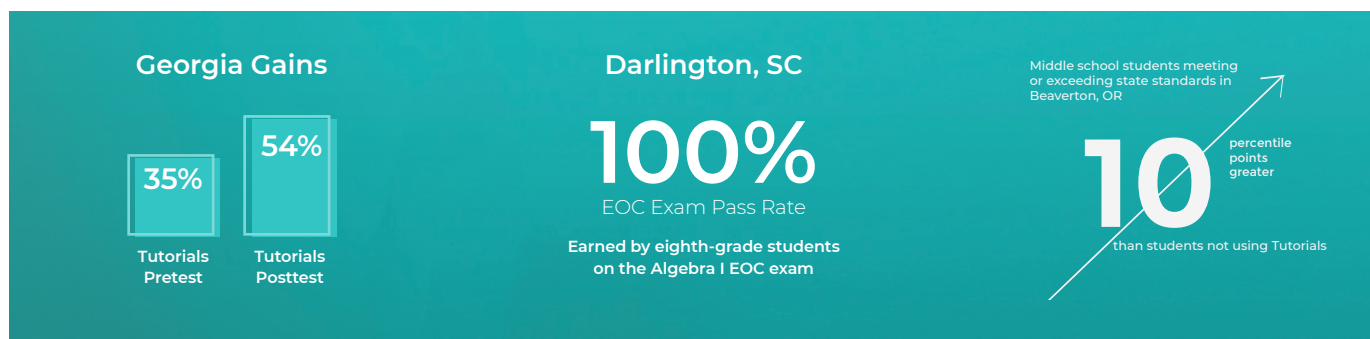 Georgia Gains
35%
54%
Tutorials
Pretest
Tutorials
Posttest
Darlington, SC
100%
EOC Exam Pass Rate
Earned by eighth-grade students
on the Algebra I EOC exam
Middle school students meeting
or exceeding state standards in
Beaverton, OR
10
percentile
points
greater
than students not using Tutorials